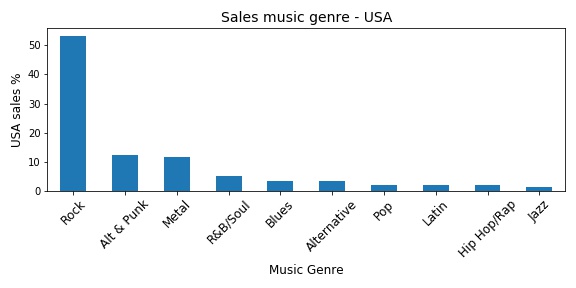 Sales music genre - USA
USA sales %
50
40
30
20
10
0
Rock
Alt & Punk
Metal
R&B/Soul
Blues
Alternative
Pop
Latin
Hip Hop/Rap
Jazz
Music Genre